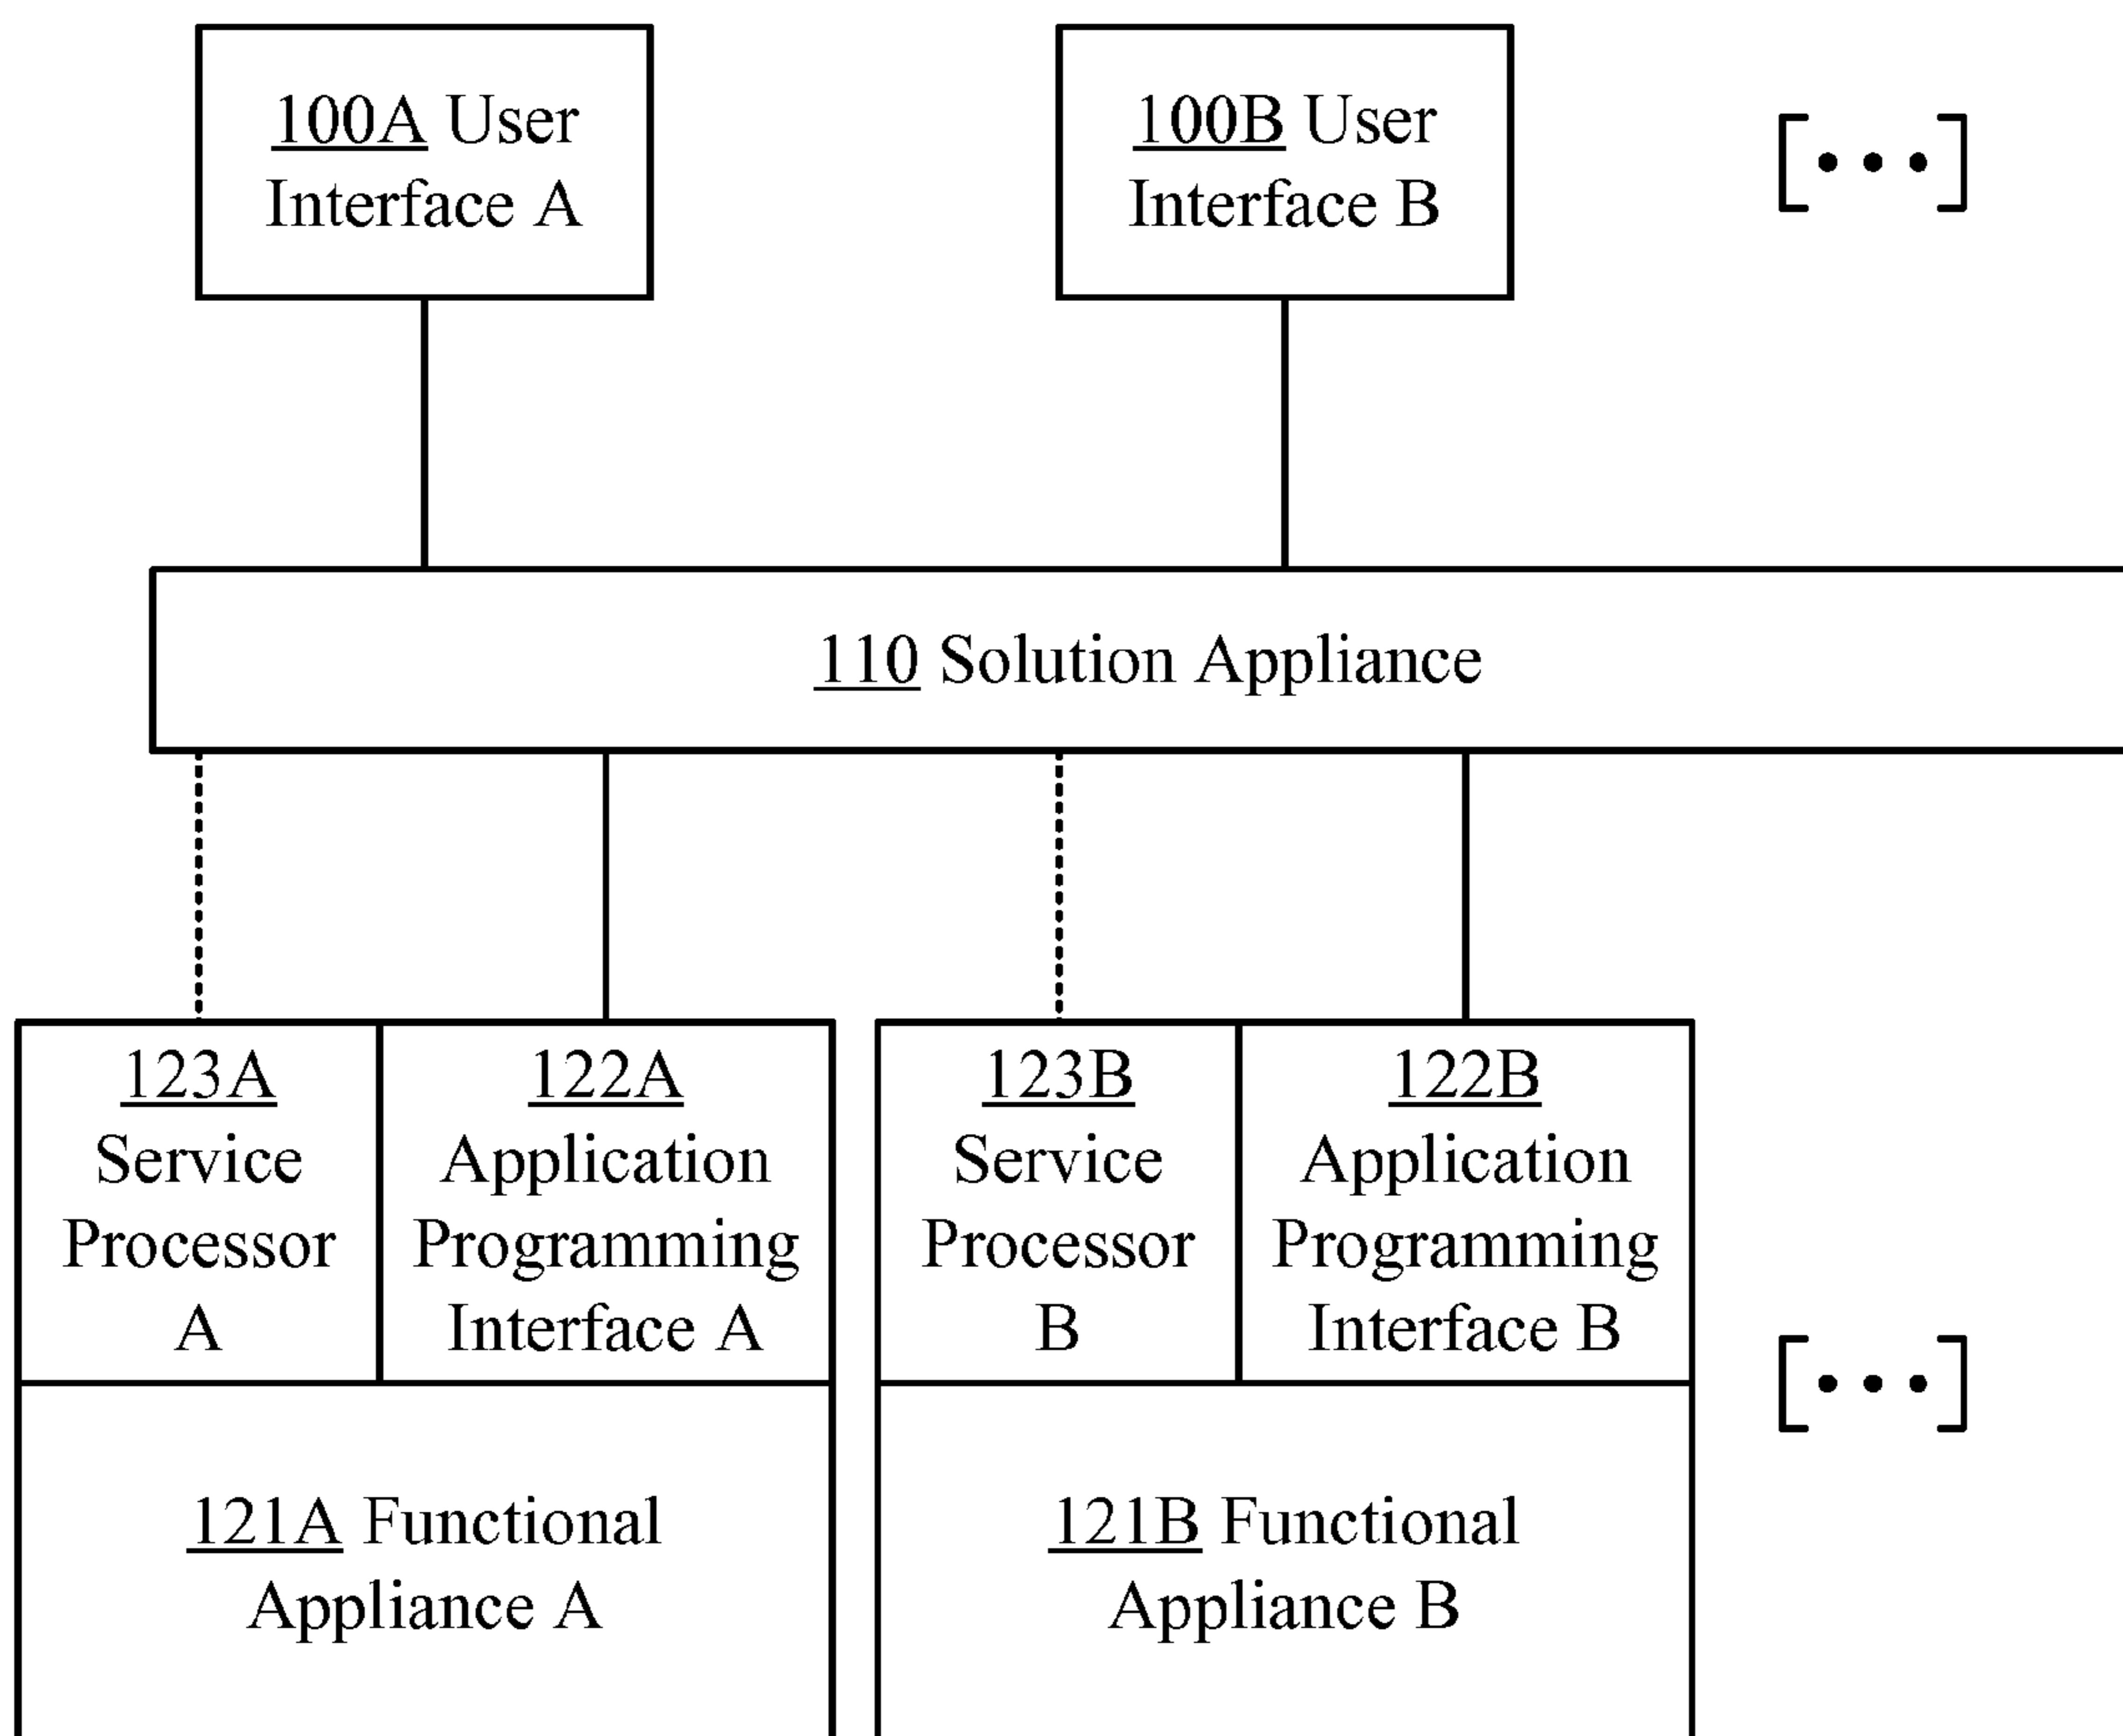 100A User
Interface A
100B User
Interface B
[•••]
110 Solution Appliance
123A
Service
Processor
A
122A
Application
Programming
Interface A
123B
Service
Processor
B
122B
Application
Programming
Interface B
[•••]
121A Functional
Appliance A
121B Functional
Appliance B